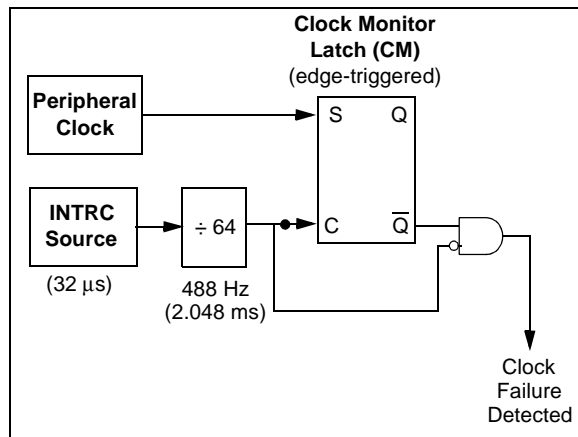 Clock Monitor
Latch (CM)
(edge-triggered)
Peripheral
Clock
S
Q
INTRC
Source
÷ 64
C
Q̅
(32 μs)
488 Hz
(2.048 ms)
Clock
Failure
Detected